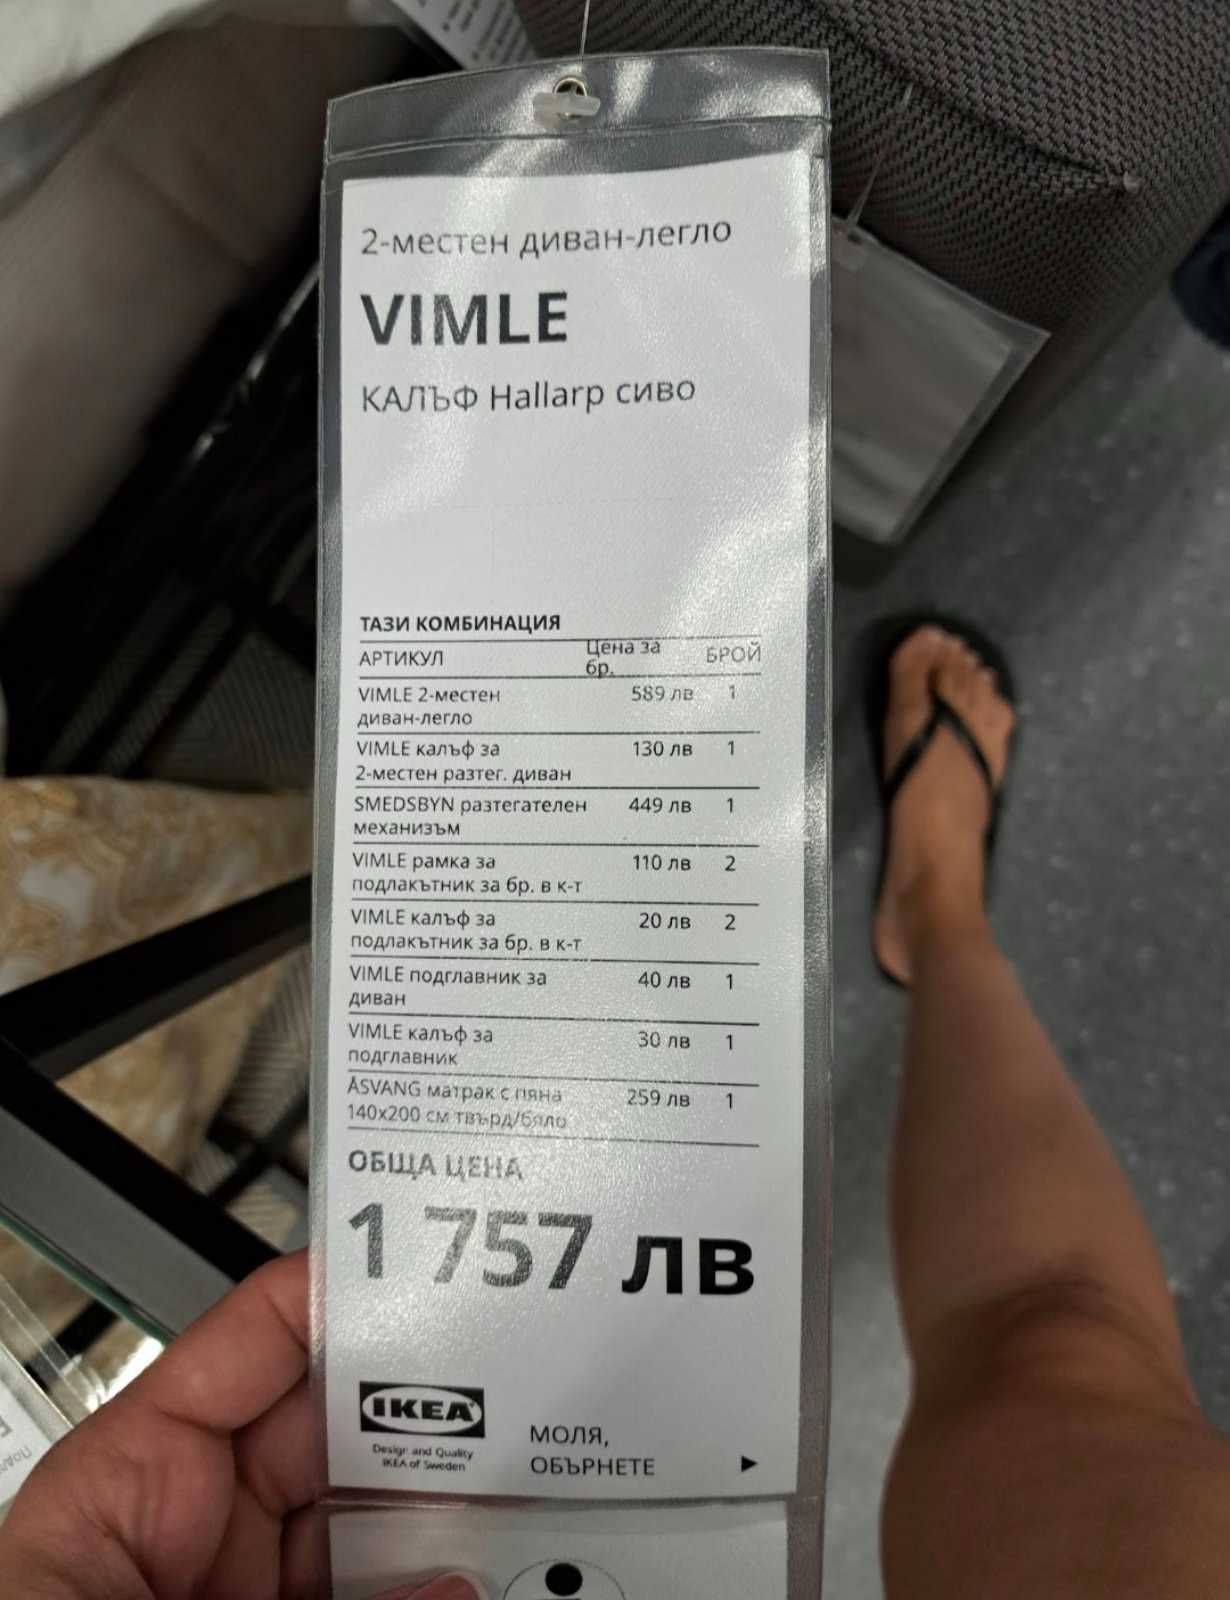 2-местен диван-легло
VIMLE
КАЛЪФ Hallarp сиво
ТАЗИ КОМБИНАЦИЯ
АРТИКУЛ Цена за бр. БРОЙ
VIMLE 2-местен 589 лв 1
диван-легло
VIMLE калъф за 130 лв 1
2-местен разтег. диван
SMEDSBYN разтегателен 449 лв 1
механизъм
VIMLE рамка за 110 лв 2
подлакътник за бр. в к-т
VIMLE калъф за 20 лв 2
подлакътник за бр. в к-т
VIMLE подглавник за 40 лв 1
диван
VIMLE калъф за 30 лв 1
подглавник
ÅSVANG матрак с пяна 259 лв 1
140x200 см твърд/бяло
ОБЩА ЦЕНА
1 757 лв
IKEA
Design and Quality
IKEA of Sweden
МОЛЯ,
ОБЪРНЕТЕ